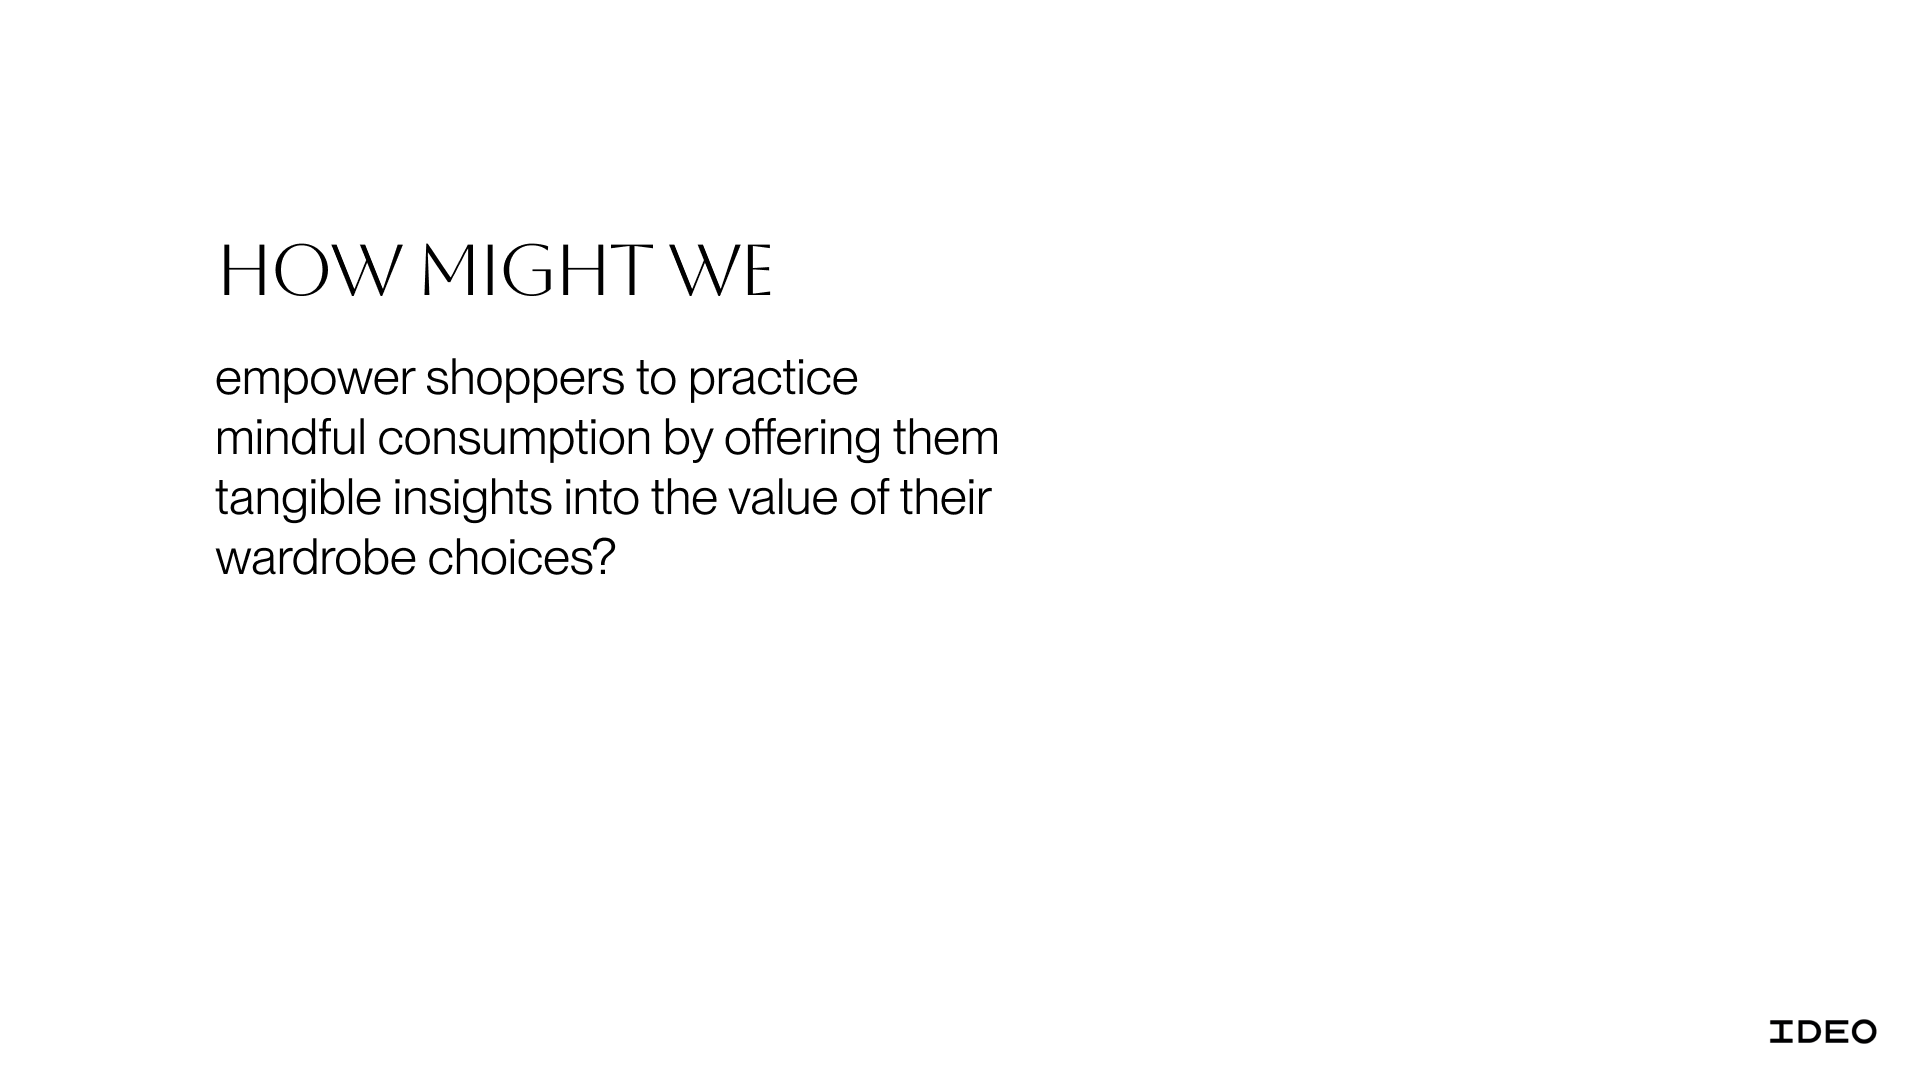 HOW MIGHT WE
empower shoppers to practice
mindful consumption by offering them
tangible insights into the value of their
wardrobe choices?
IDEO